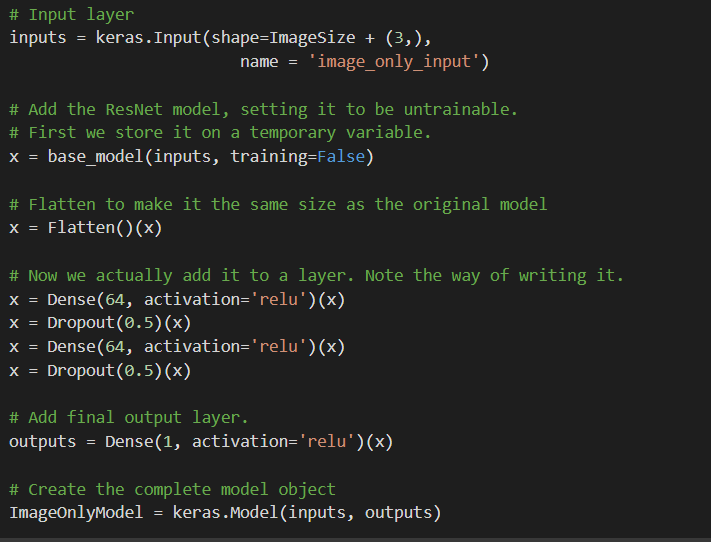 # Input layer
inputs = keras.Input(shape=ImageSize + (3,),
name = 'image_only_input')
# Add the ResNet model, setting it to be untrainable.
# First we store it on a temporary variable.
x = base_model(inputs, training=False)
# Flatten to make it the same size as the original model
x = Flatten()(x)
# Now we actually add it to a layer. Note the way of writing it.
x = Dense(64, activation='relu')(x)
x = Dropout(0.5)(x)
x = Dense(64, activation='relu')(x)
x = Dropout(0.5)(x)
# Add final output layer.
outputs = Dense(1, activation='relu')(x)
# Create the complete model object
ImageOnlyModel = keras.Model(inputs, outputs)